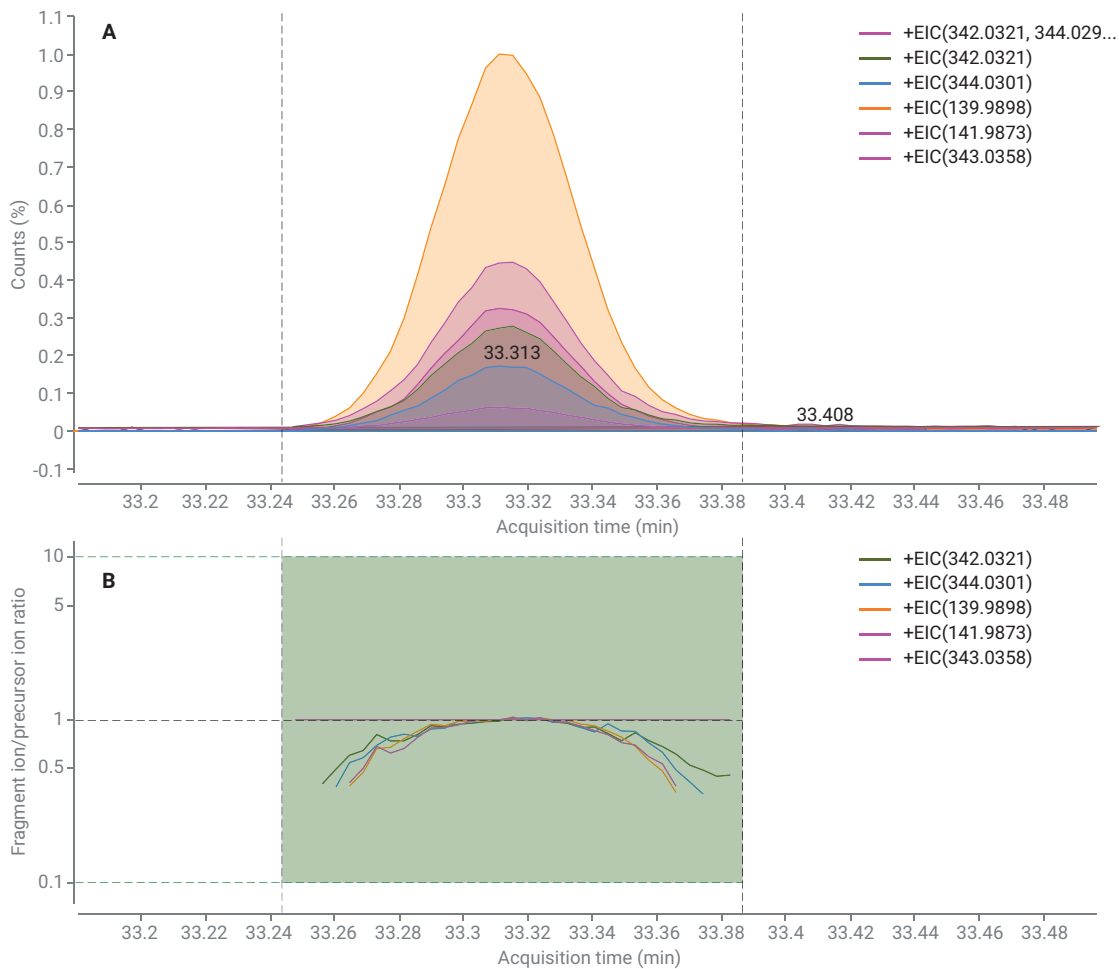 A
1.1
1.0
0.9
0.8
0.7
0.6
0.5
0.4
0.3
0.2
0.1
0
-0.1
Counts (%)
+EIC(342.0321, 344.029...
+EIC(342.0321)
+EIC(344.0301)
+EIC(139.9898)
+EIC(141.9873)
+EIC(343.0358)
33.313
33.408
33.2 33.22 33.24 33.26 33.28 33.3 33.32 33.34 33.36 33.38 33.4 33.42 33.44 33.46 33.48
Acquisition time (min)
B
10
5
1
0.5
0.1
Fragment ion/precursor ion ratio
+EIC(342.0321)
+EIC(344.0301)
+EIC(139.9898)
+EIC(141.9873)
+EIC(343.0358)
33.2 33.22 33.24 33.26 33.28 33.3 33.32 33.34 33.36 33.38 33.4 33.42 33.44 33.46 33.48
Acquisition time (min)